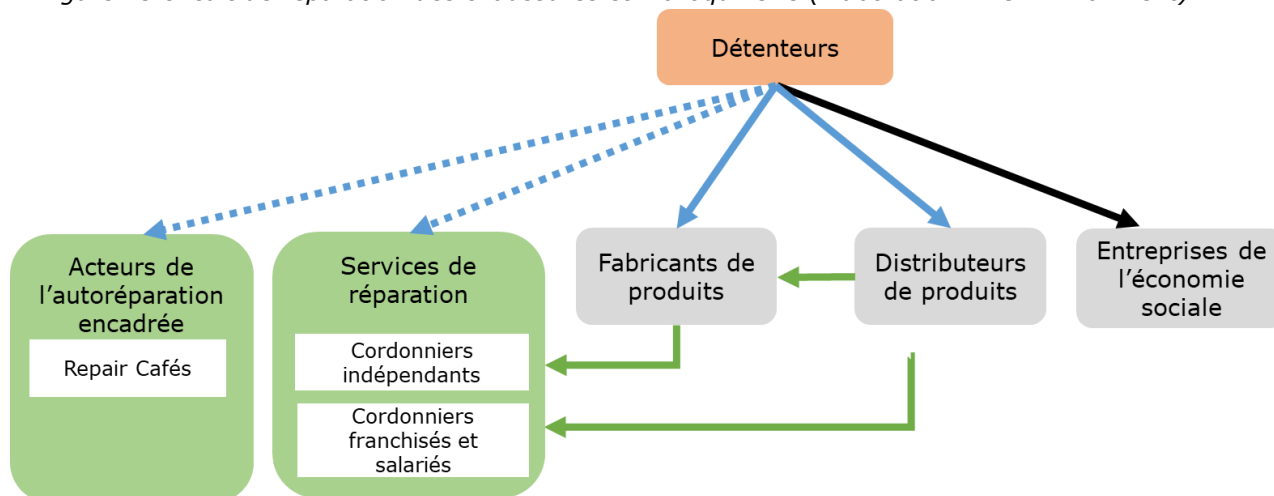 Détenteurs
Acteurs de
l'autoréparation
encadrée
Repair Cafés
Services de
réparation
Cordonniers
indépendants
Cordonniers
franchisés et
salariés
Fabricants de
produits
Distributeurs
de produits
Entreprises de
l'économie
sociale